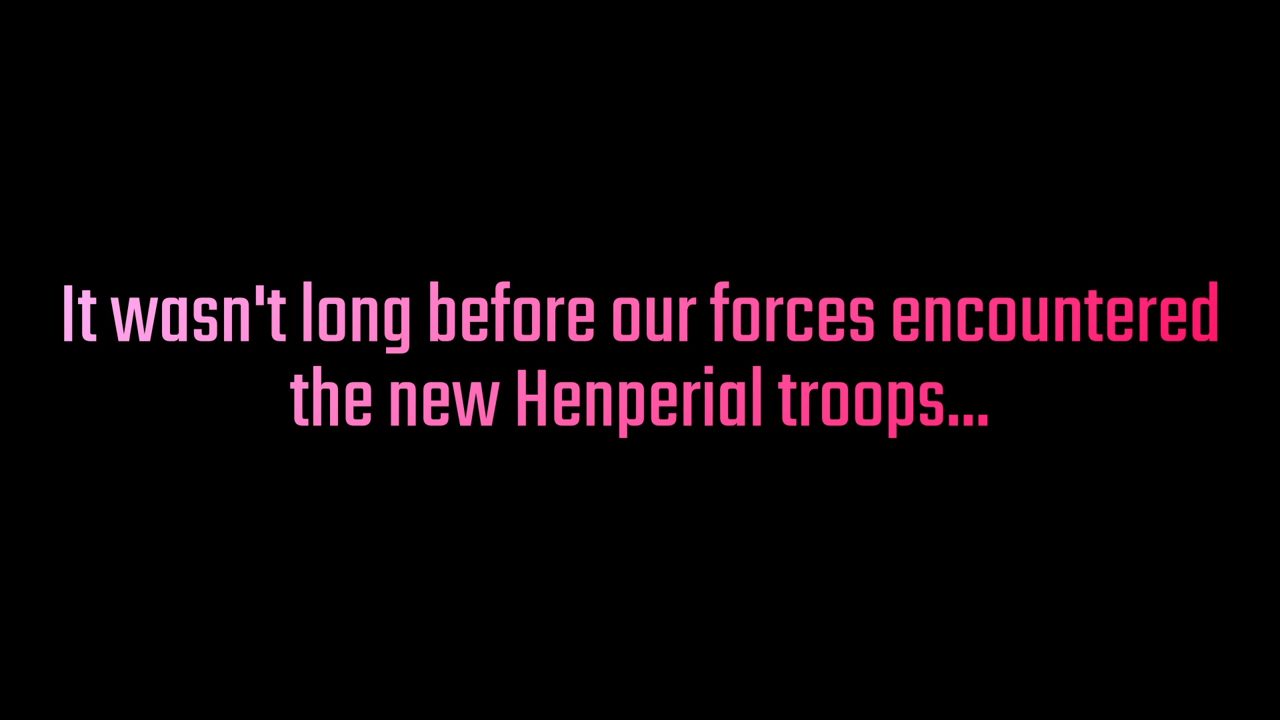 It wasn't long before our forces encountered
the new Henperial troops...